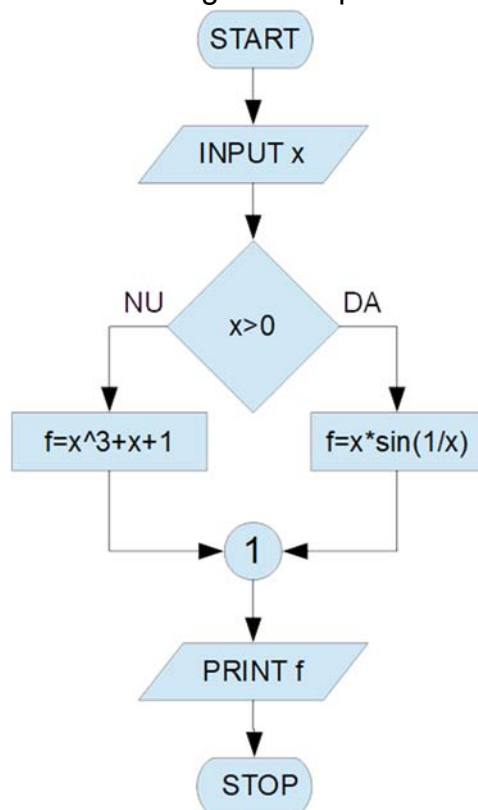 START
INPUT x
NU
DA
x>0
f=x^3+x+1
f=x*sin(1/x)
1
PRINT f
STOP